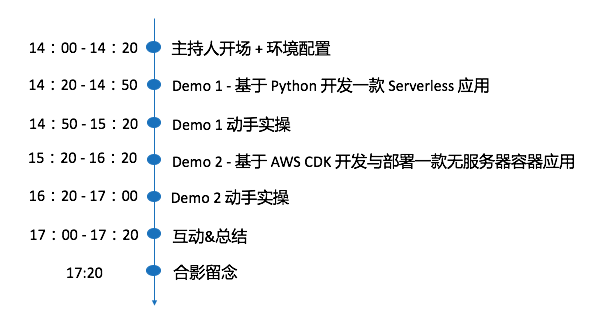 14：00 - 14：20 主持人开场 + 环境配置
14：20 - 14：50 Demo 1 - 基于 Python 开发一款 Serverless 应用
14：50 - 15：20 Demo 1 动手实操
15：20 - 16：20 Demo 2 - 基于 AWS CDK 开发与部署一款无服务器容器应用
16：20 - 17：00 Demo 2 动手实操
17：00 - 17：20 互动&总结
17:20 合影留念